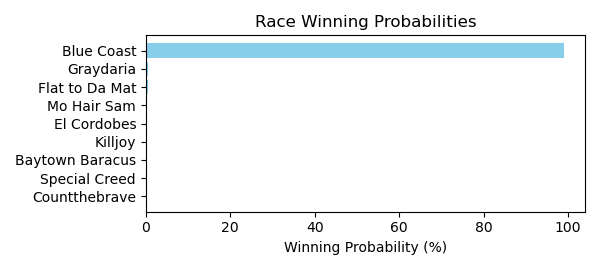 Race Winning Probabilities
Blue Coast
Graydaria
Flat to Da Mat
Mo Hair Sam
El Cordobes
Killjoy
Baytown Baracus
Special Creed
Countthebrave
0 20 40 60 80 100
Winning Probability (%)